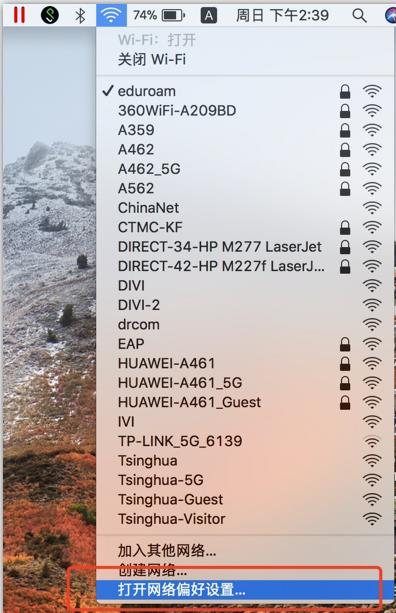 74% A 周日 下午2:39
Wi-Fi：打开
关闭 Wi-Fi
eduroam
360WiFi-A209BD
A359
A462
A462_5G
A562
ChinaNet
CTMC-KF
DIRECT-34-HP M277 LaserJet
DIRECT-42-HP M227f LaserJ...
DIVI
DIVI-2
drcom
EAP
HUAWEI-A461
HUAWEI-A461_5G
HUAWEI-A461_Guest
IVI
TP-LINK_5G_6139
Tsinghua
Tsinghua-5G
Tsinghua-Guest
Tsinghua-Visitor
加入其他网络...
创建网络...
打开网络偏好设置...